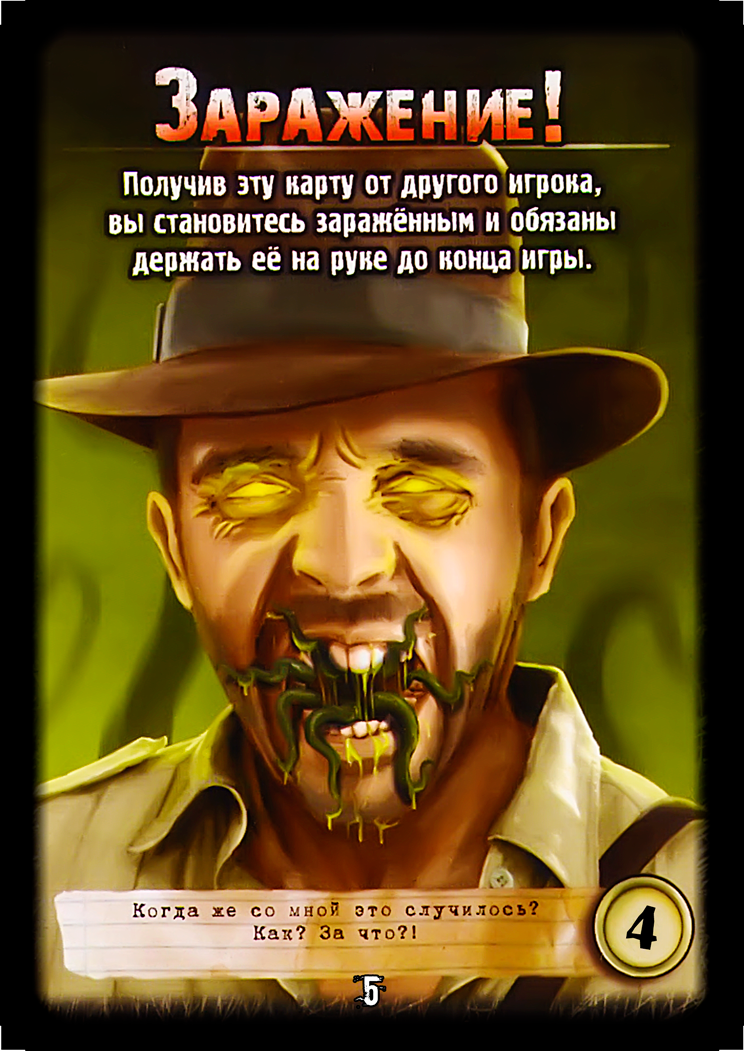 Заражение!
Получив эту карту от другого игрока,
вы становитесь заражённым и обязаны
держать её на руке до конца игры.
Когда же со мной это случилось?
Как? За что?!
4
5